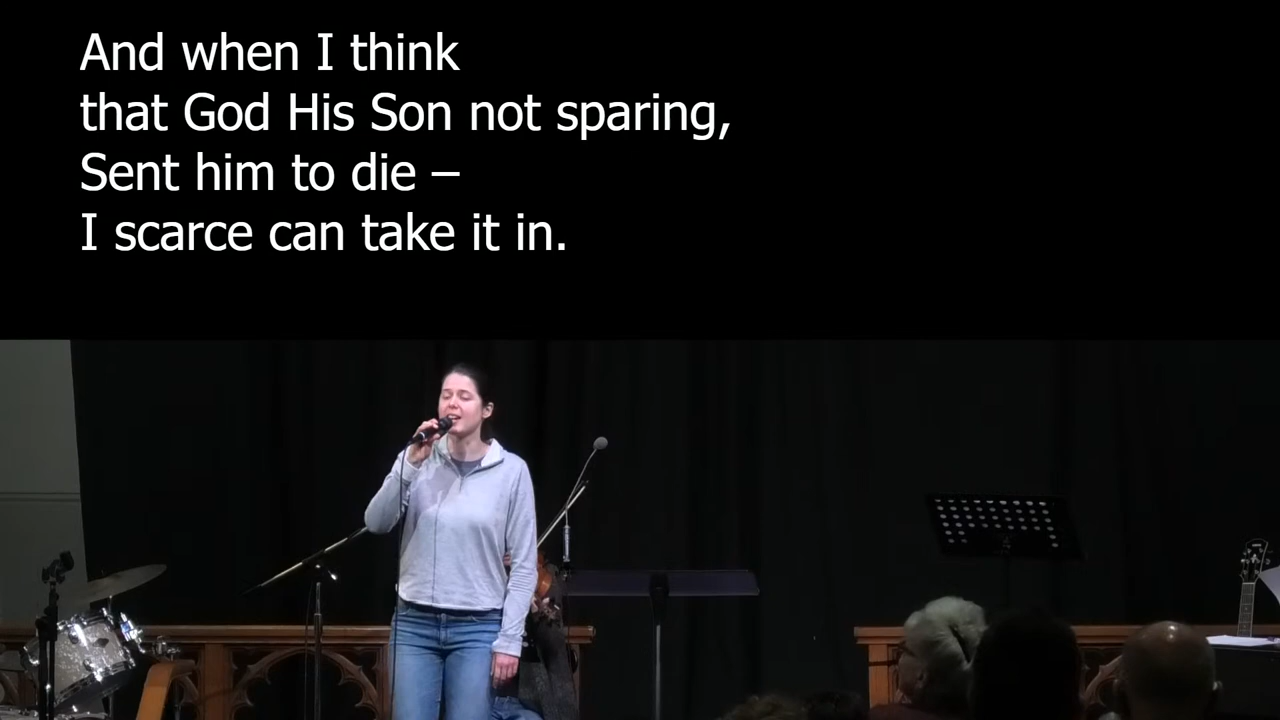 And when I think
that God His Son not sparing,
Sent him to die –
I scarce can take it in.